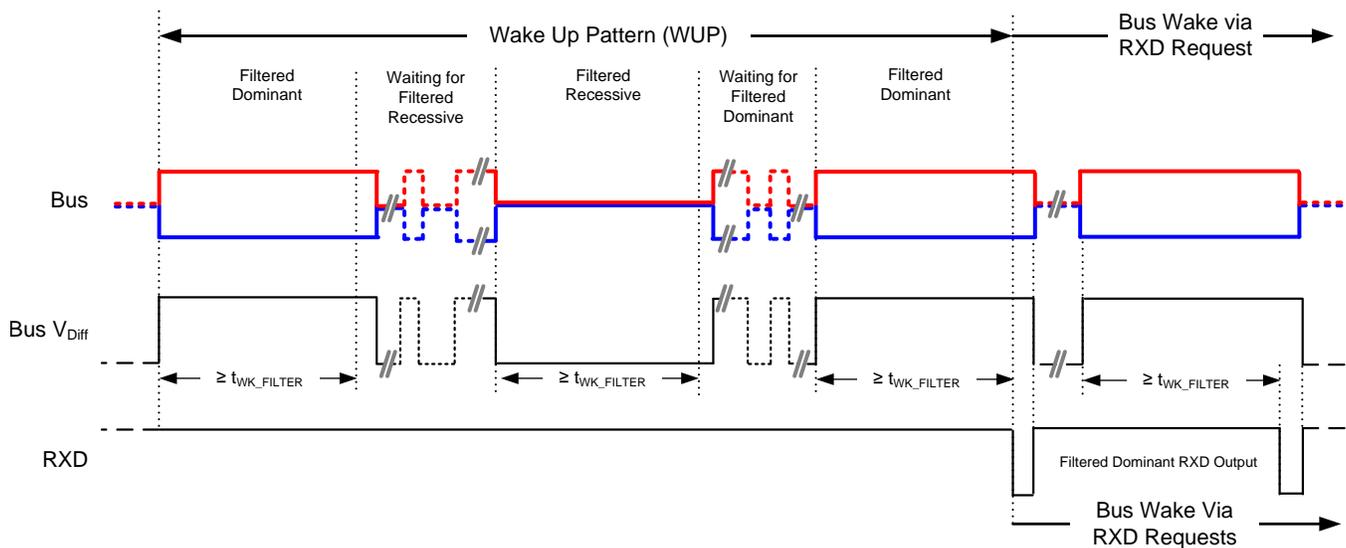 Wake Up Pattern (WUP)
Bus Wake via
RXD Request
Filtered
Dominant
Waiting for
Filtered
Recessive
Filtered
Recessive
Waiting for
Filtered
Dominant
Filtered
Dominant
Bus
Bus VDiff
≥ tWK_FILTER
≥ tWK_FILTER
≥ tWK_FILTER
≥ tWK_FILTER
RXD
Filtered Dominant RXD Output
Bus Wake Via
RXD Requests